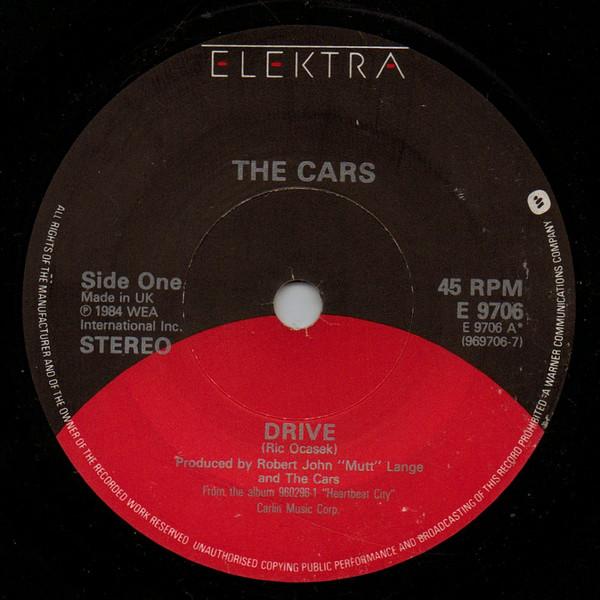 ELEKTRA
THE CARS
Side One
Made in UK
℗ 1984 WEA
International Inc.
STEREO
45 RPM
E 9706
E 9706 A*
(969706-7)
DRIVE
(Ric Ocasek)
Produced by Robert John "Mutt" Lange
and The Cars
From the album 960296-1 "Heartbeat City"
Carlin Music Corp.
ALL RIGHTS OF THE MANUFACTURER AND OF THE OWNER OF THE RECORDED WORK RESERVED. UNAUTHORISED COPYING PUBLIC PERFORMANCE AND BROADCASTING OF THIS RECORD PROHIBITED. A WARNER COMMUNICATIONS COMPANY